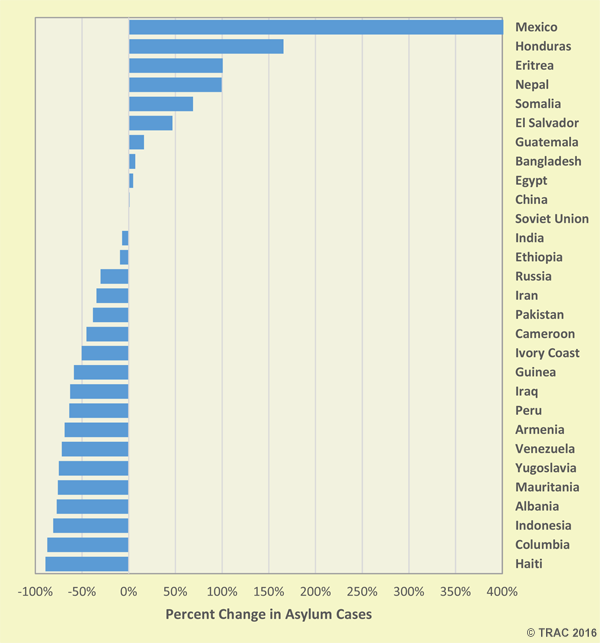 Mexico
Honduras
Eritrea
Nepal
Somalia
El Salvador
Guatemala
Bangladesh
Egypt
China
Soviet Union
India
Ethiopia
Russia
Iran
Pakistan
Cameroon
Ivory Coast
Guinea
Iraq
Peru
Armenia
Venezuela
Yugoslavia
Mauritania
Albania
Indonesia
Columbia
Haiti
-100% -50% 0% 50% 100% 150% 200% 250% 300% 350% 400%
Percent Change in Asylum Cases
© TRAC 2016